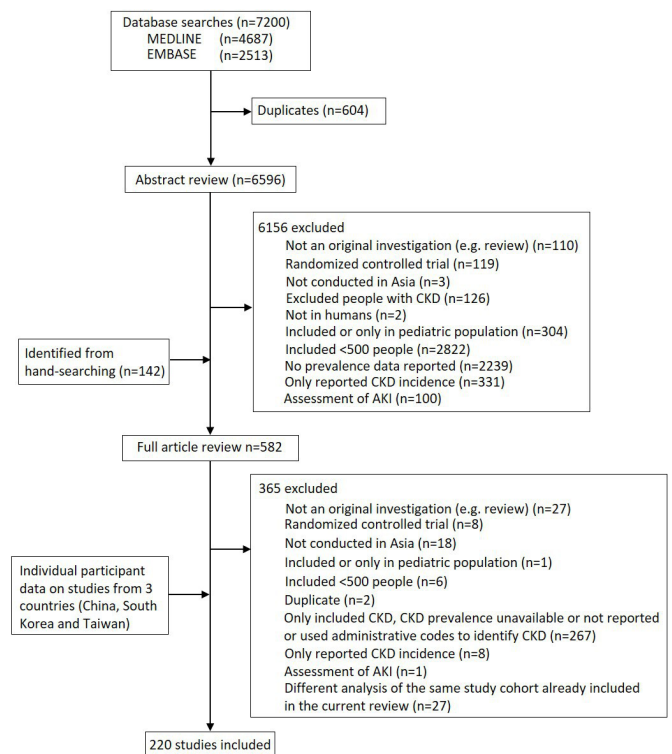 Database searches (n=7200)
MEDLINE (n=4687)
EMBASE (n=2513)
Duplicates (n=604)
Abstract review (n=6596)
6156 excluded
Not an original investigation (e.g. review) (n=110)
Randomized controlled trial (n=119)
Not conducted in Asia (n=3)
Excluded people with CKD (n=126)
Not in humans (n=2)
Included or only in pediatric population (n=304)
Included <500 people (n=2822)
No prevalence data reported (n=2239)
Only reported CKD incidence (n=331)
Assessment of AKI (n=100)
Identified from
hand-searching (n=142)
Full article review n=582
365 excluded
Not an original investigation (e.g. review) (n=27)
Randomized controlled trial (n=8)
Not conducted in Asia (n=18)
Included or only in pediatric population (n=1)
Included <500 people (n=6)
Duplicate (n=2)
Only included CKD, CKD prevalence unavailable or not reported
or used administrative codes to identify CKD (n=267)
Only reported CKD incidence (n=8)
Assessment of AKI (n=1)
Different analysis of the same study cohort already included
in the current review (n=27)
Individual participant
data on studies from 3
countries (China, South
Korea and Taiwan)
220 studies included